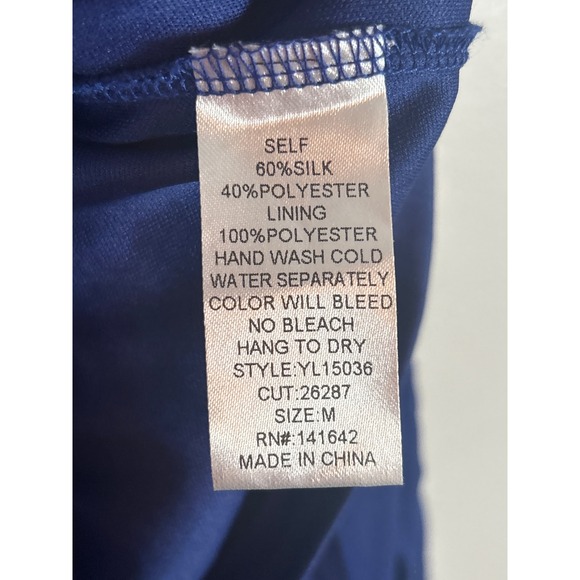 SELF
60%SILK
40%POLYESTER
LINING
100%POLYESTER
HAND WASH COLD
WATER SEPARATELY
COLOR WILL BLEED
NO BLEACH
HANG TO DRY
STYLE:YL15036
CUT:26287
SIZE:M
RN#:141642
MADE IN CHINA